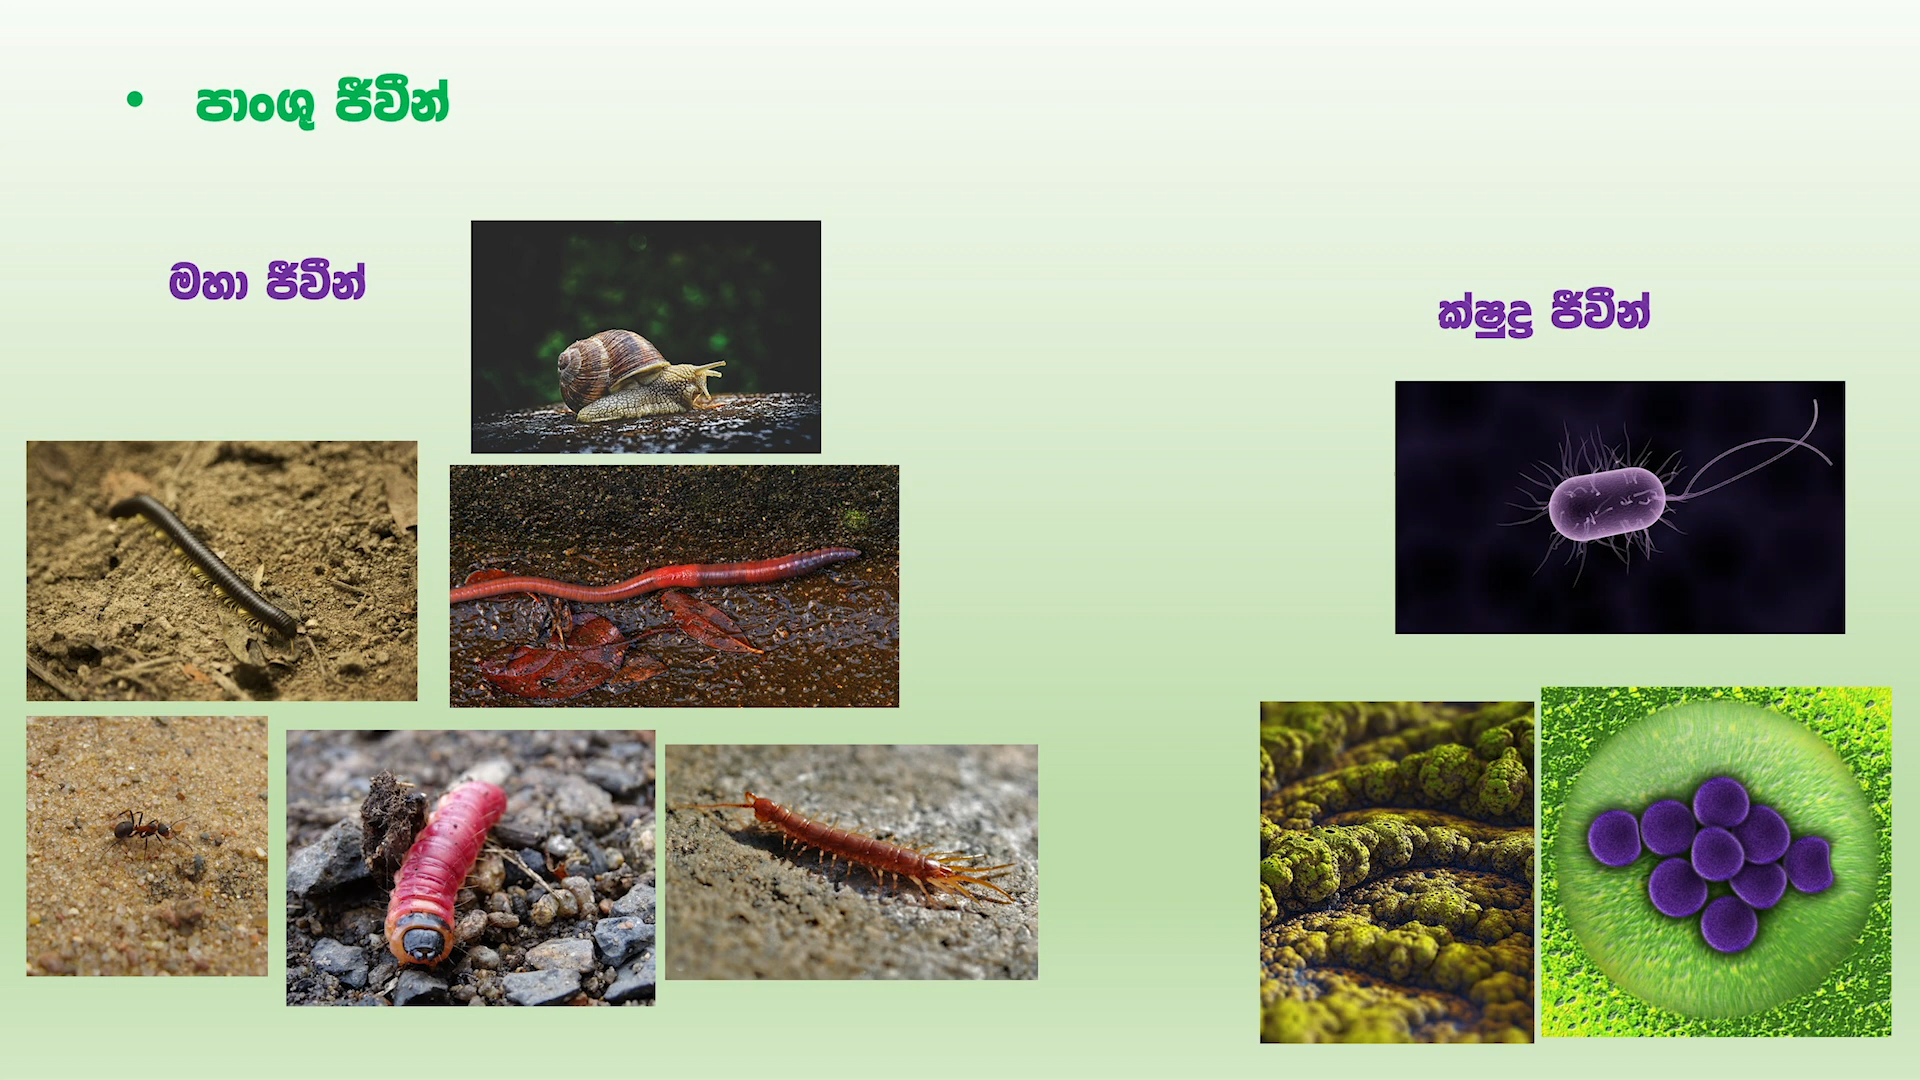 • පාංශු ජීවීන්
මහා ජීවීන්
ක්ෂුද්‍ර ජීවීන්